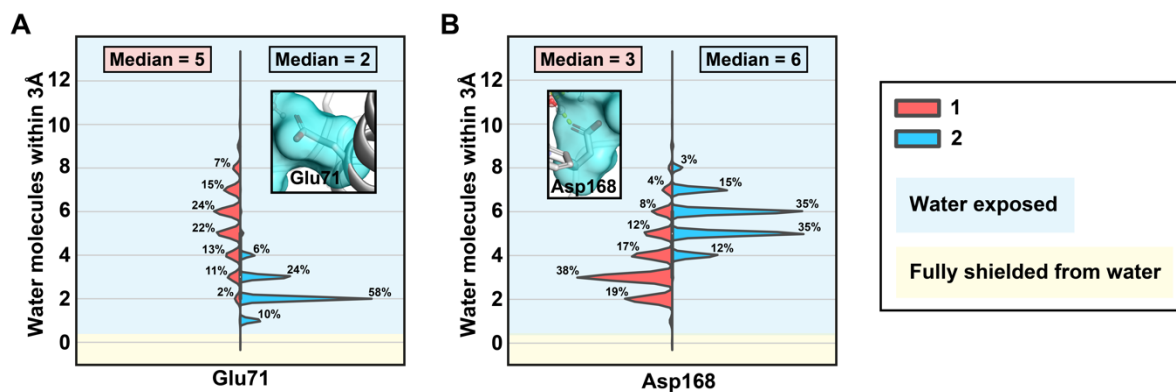 A
B
Water molecules within 3Å
12
10
8
6
4
2
0
Median = 5
Median = 2
Glu71
7%
15%
24%
22%
13%
6%
11%
24%
2%
58%
10%
Glu71
Water molecules within 3Å
12
10
8
6
4
2
0
Median = 3
Median = 6
Asp168
3%
4%
15%
8%
35%
12%
35%
17%
12%
38%
19%
Asp168
1
2
Water exposed
Fully shielded from water